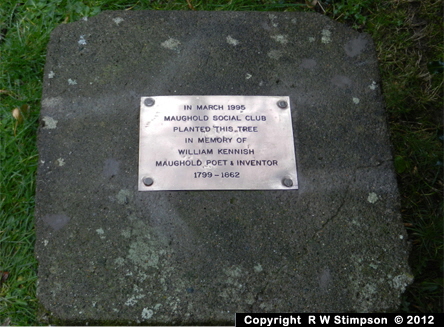 IN MARCH 1995
MAUGHOLD SOCIAL CLUB
PLANTED THIS TREE
IN MEMORY OF
WILLIAM KENNISH
MAUGHOLD POET & INVENTOR
1799 - 1862
Copyright R W Stimpson © 2012